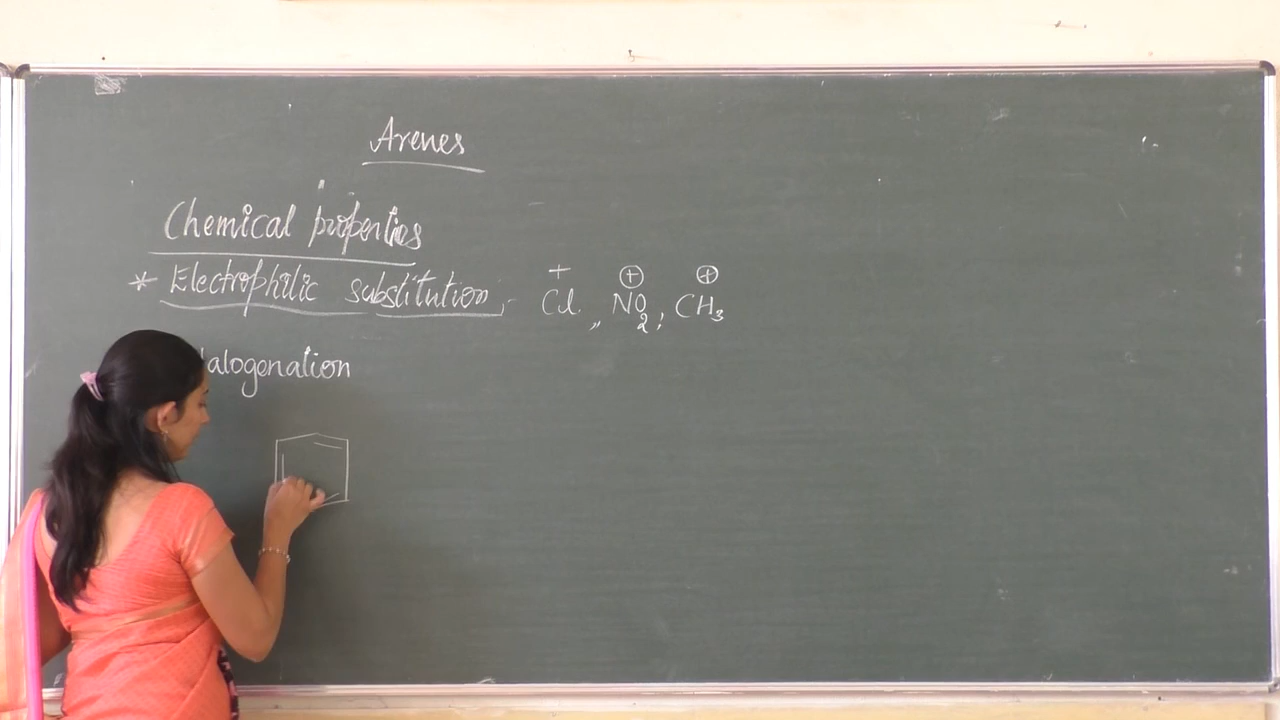 Arenes
Chemical properties
* Electrophilic substitution :- Cl⁺, NO₂⊕, CH₃⊕
alogenation